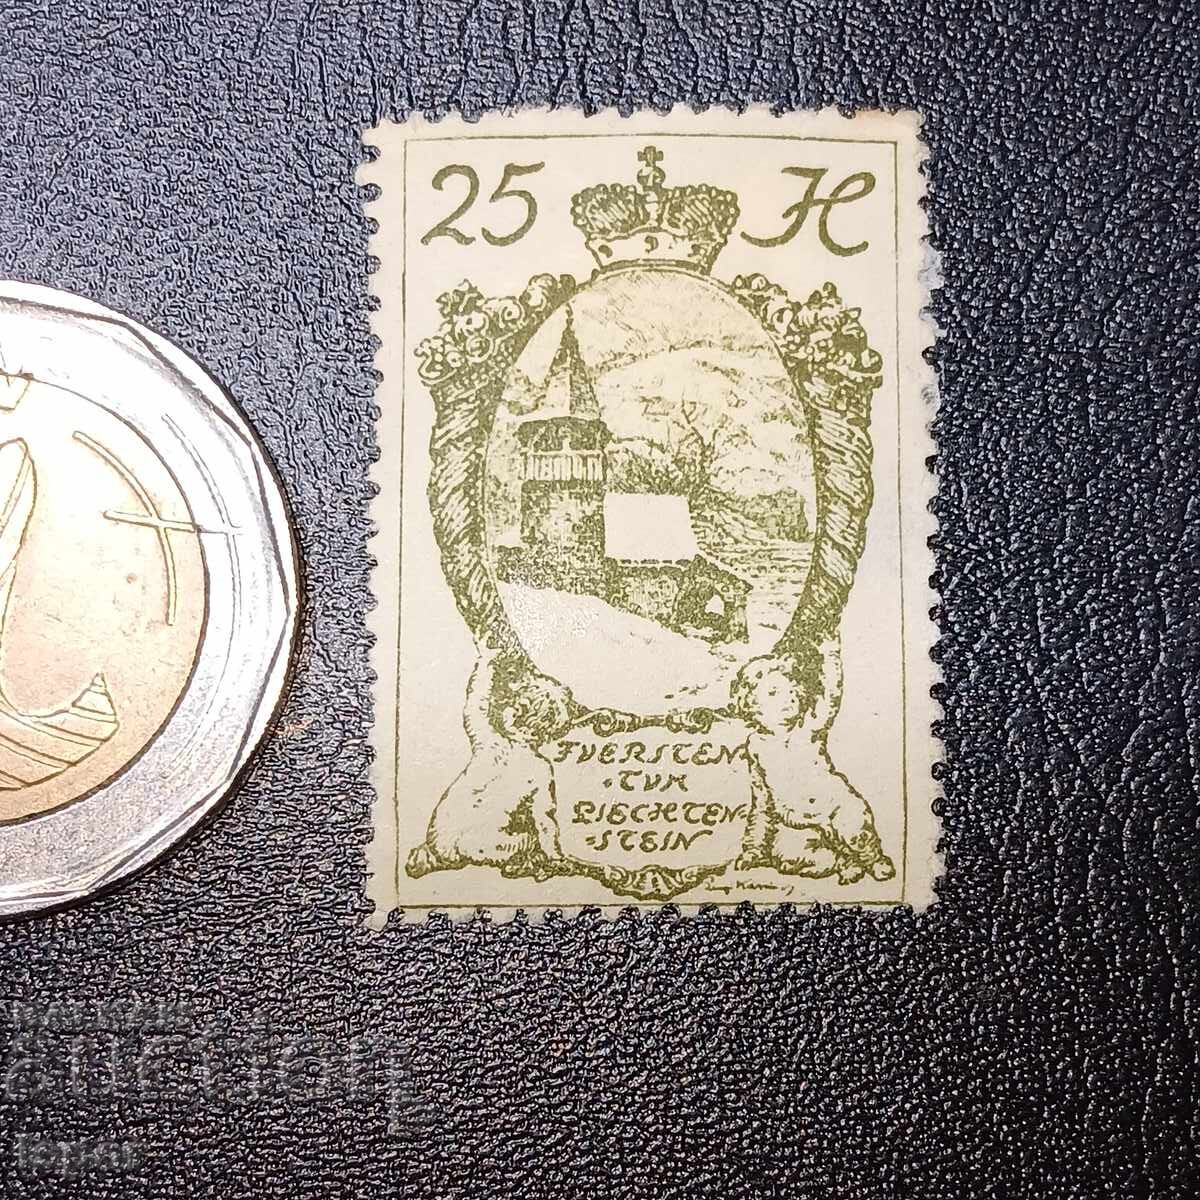 25 H
FVERSTEN-
TVM
LIECHTEN-
STEIN